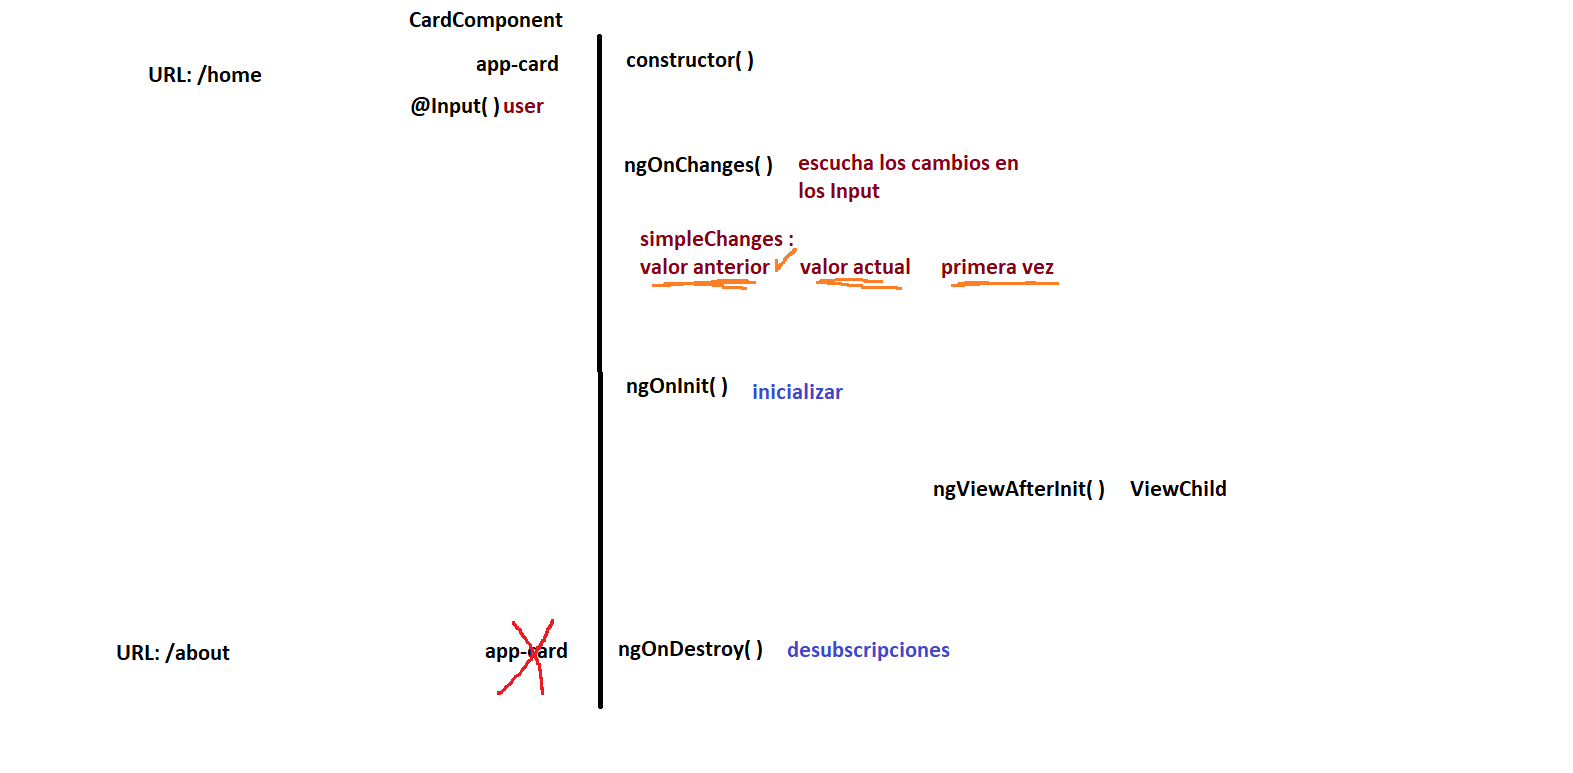 CardComponent
URL: /home
app-card
constructor( )
@Input( ) user
ngOnChanges( )
escucha los cambios en
los Input
simpleChanges :
valor anterior
valor actual
primera vez
ngOnInit( )
inicializar
ngViewAfterInit( )
ViewChild
URL: /about
app-card
ngOnDestroy( )
desubscripciones